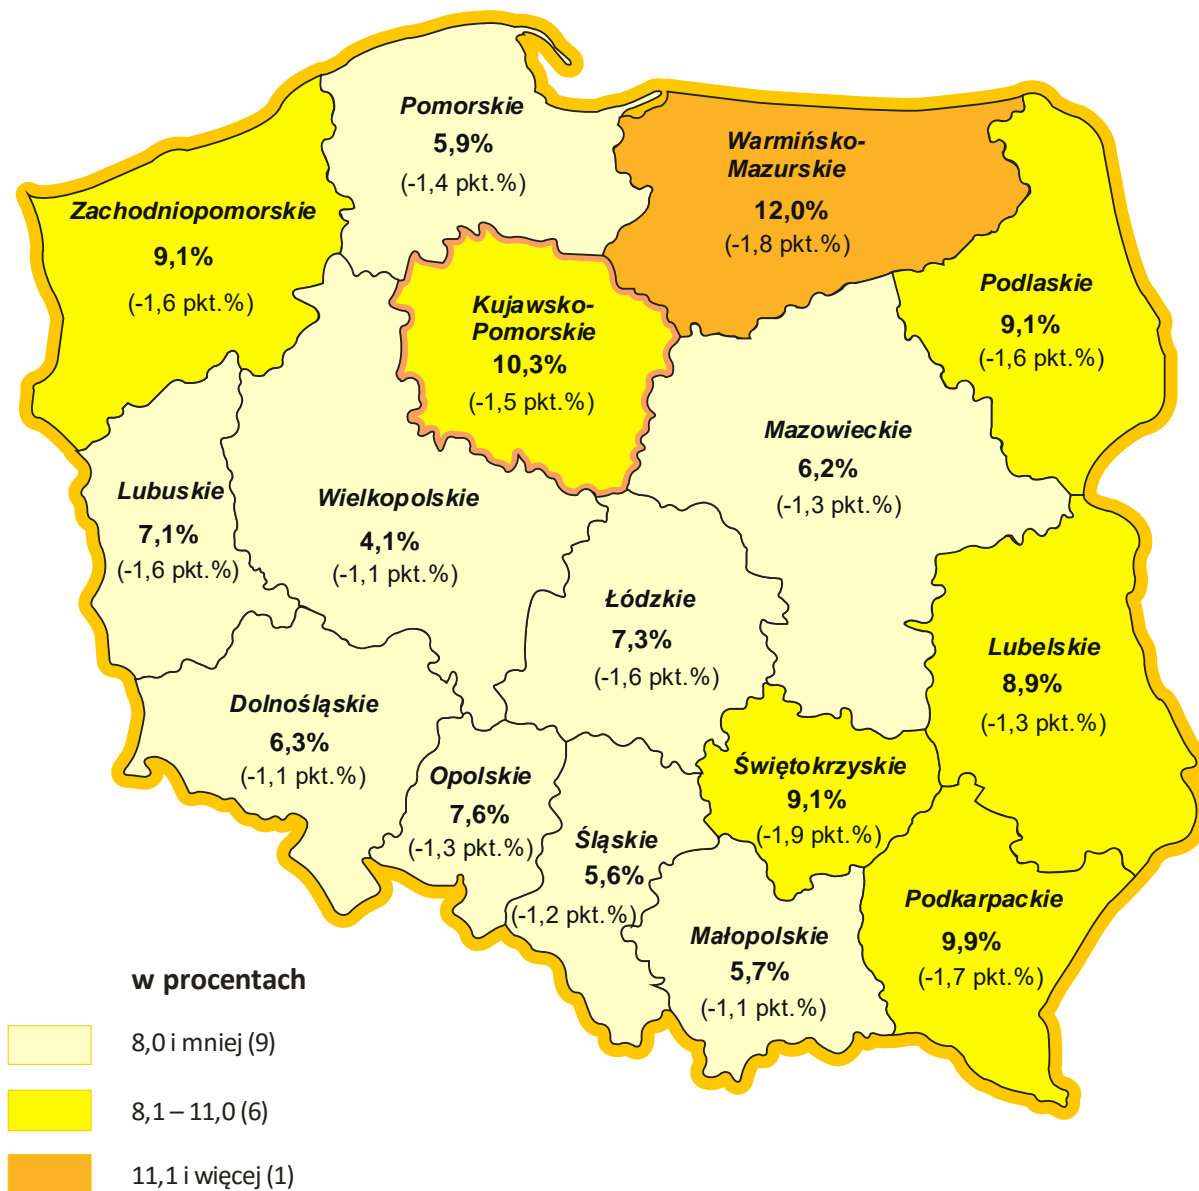 Pomorskie
5,9%
(-1,4 pkt.%)
Warmińsko-
Mazurskie
12,0%
(-1,8 pkt.%)
Zachodniopomorskie
9,1%
(-1,6 pkt.%)
Kujawsko-
Pomorskie
10,3%
(-1,5 pkt.%)
Podlaskie
9,1%
(-1,6 pkt.%)
Mazowieckie
6,2%
(-1,3 pkt.%)
Lubuskie
7,1%
(-1,6 pkt.%)
Wielkopolskie
4,1%
(-1,1 pkt.%)
Łódzkie
7,3%
(-1,6 pkt.%)
Lubelskie
8,9%
(-1,3 pkt.%)
Dolnośląskie
6,3%
(-1,1 pkt.%)
Opolskie
7,6%
(-1,3 pkt.%)
Śląskie
5,6%
(-1,2 pkt.%)
Świętokrzyskie
9,1%
(-1,9 pkt.%)
Małopolskie
5,7%
(-1,1 pkt.%)
Podkarpackie
9,9%
(-1,7 pkt.%)
w procentach
8,0 i mniej (9)
8,1 – 11,0 (6)
11,1 i więcej (1)